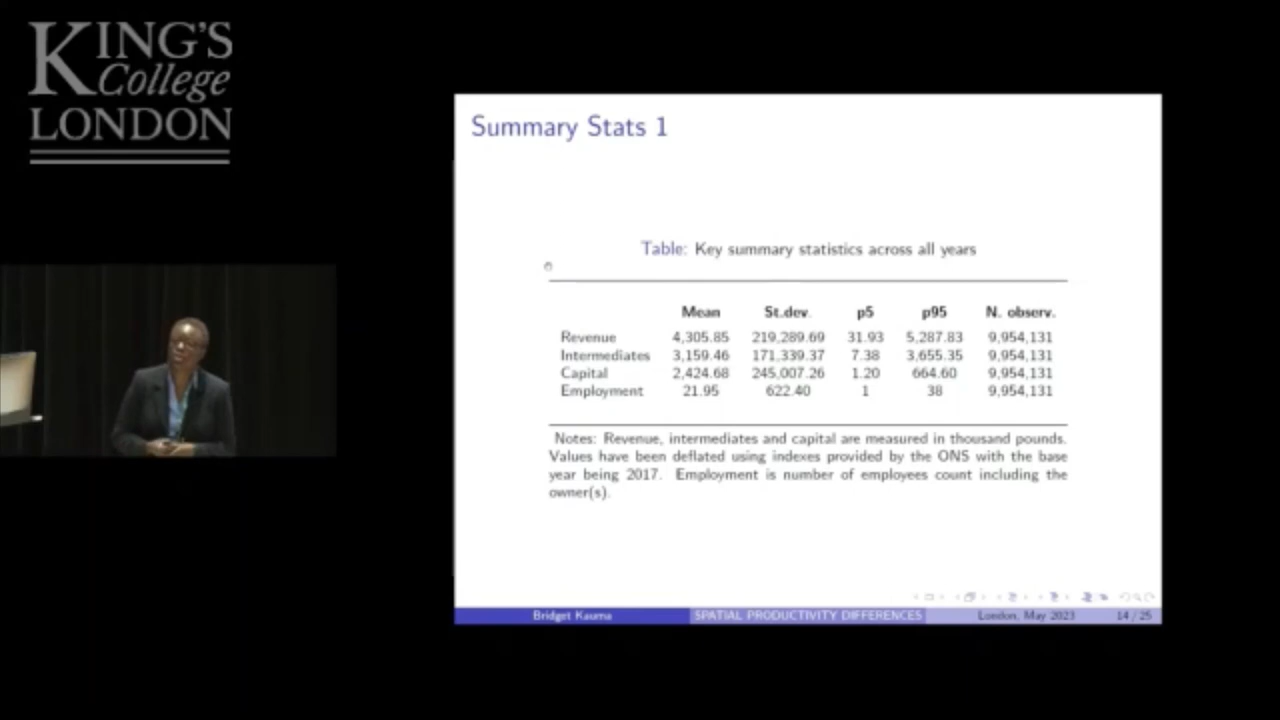 KING'S
College
LONDON
Summary Stats 1
Table: Key summary statistics across all years
Mean St.dev. p5 p95 N. observ.
Revenue 4,305.85 219,289.69 31.93 5,287.83 9,954,131
Intermediates 3,159.46 171,339.37 7.38 3,655.35 9,954,131
Capital 2,424.68 245,007.26 1.20 664.60 9,954,131
Employment 21.95 622.40 1 38 9,954,131
Notes: Revenue, intermediates and capital are measured in thousand pounds.
Values have been deflated using indexes provided by the ONS with the base
year being 2017. Employment is number of employees count including the
owner(s).
Bridget Kauma SPATIAL PRODUCTIVITY DIFFERENCES London, May 2023 14 / 25